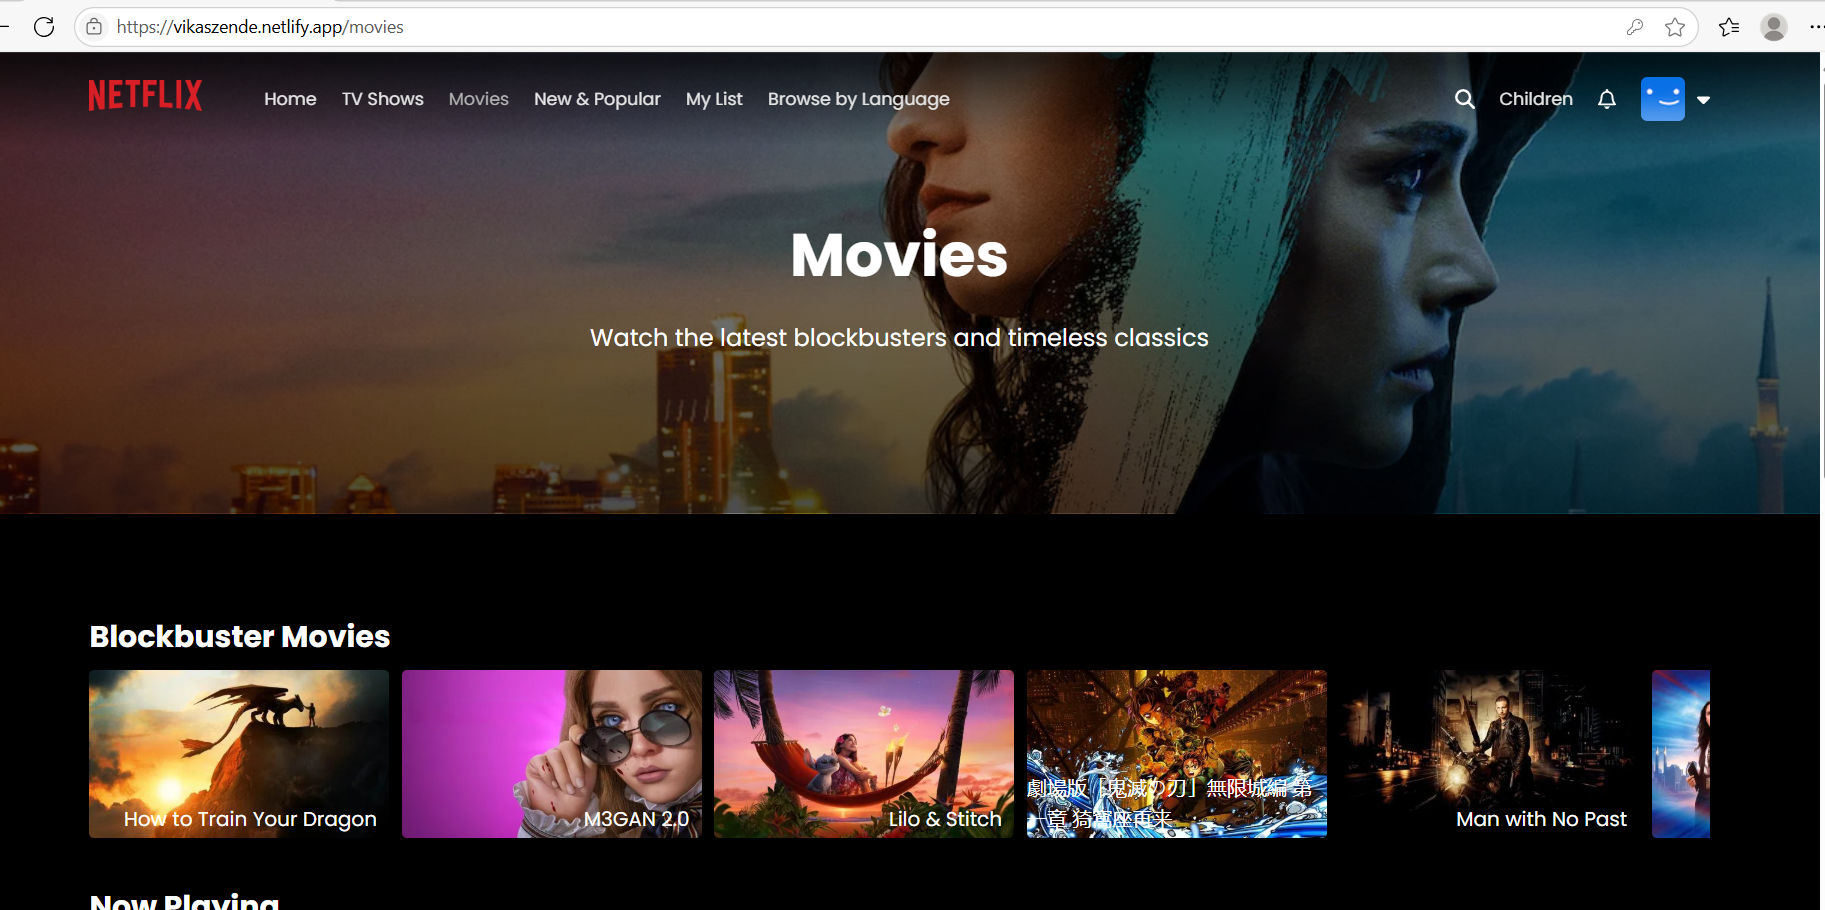 https://vikaszende.netlify.app/movies
NETFLIX Home TV Shows Movies New & Popular My List Browse by Language Children
Movies
Watch the latest blockbusters and timeless classics
Blockbuster Movies
How to Train Your Dragon
M3GAN 2.0
Lilo & Stitch
劇場版「鬼滅の刃」無限城編 第
一章 猗窩座再来
Man with No Past
Now Playing